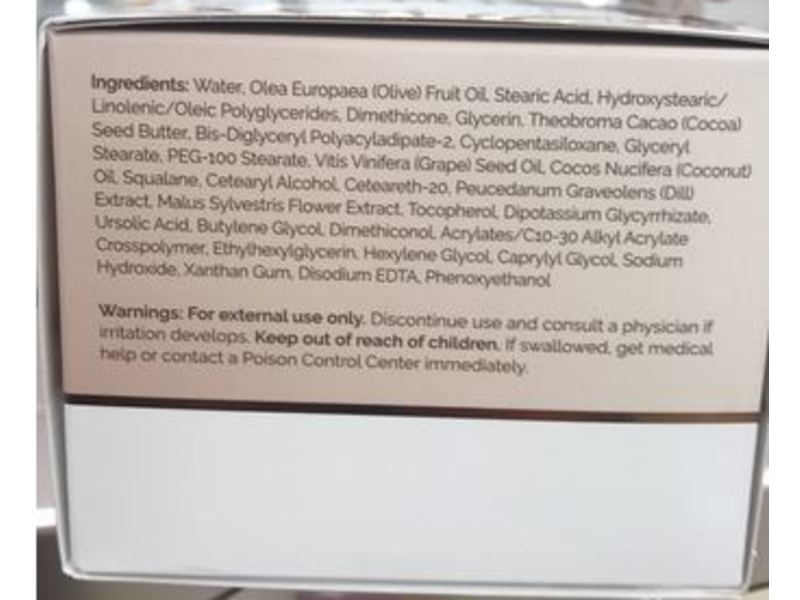 Ingredients: Water, Olea Europaea (Olive) Fruit Oil, Stearic Acid, Hydroxystearic/
Linolenic/Oleic Polyglycerides, Dimethicone, Glycerin, Theobroma Cacao (Cocoa)
Seed Butter, Bis-Diglyceryl Polyacyladipate-2, Cyclopentasiloxane, Glyceryl
Stearate, PEG-100 Stearate, Vitis Vinifera (Grape) Seed Oil, Cocos Nucifera (Coconut)
Oil, Squalane, Cetearyl Alcohol, Ceteareth-20, Peucedanum Graveolens (Dill)
Extract, Malus Sylvestris Flower Extract, Tocopherol, Dipotassium Glycyrrhizate,
Ursolic Acid, Butylene Glycol, Dimethiconol, Acrylates/C10-30 Alkyl Acrylate
Crosspolymer, Ethylhexylglycerin, Hexylene Glycol, Caprylyl Glycol, Sodium
Hydroxide, Xanthan Gum, Disodium EDTA, Phenoxyethanol
Warnings: For external use only. Discontinue use and consult a physician if
irritation develops. Keep out of reach of children. If swallowed, get medical
help or contact a Poison Control Center immediately.